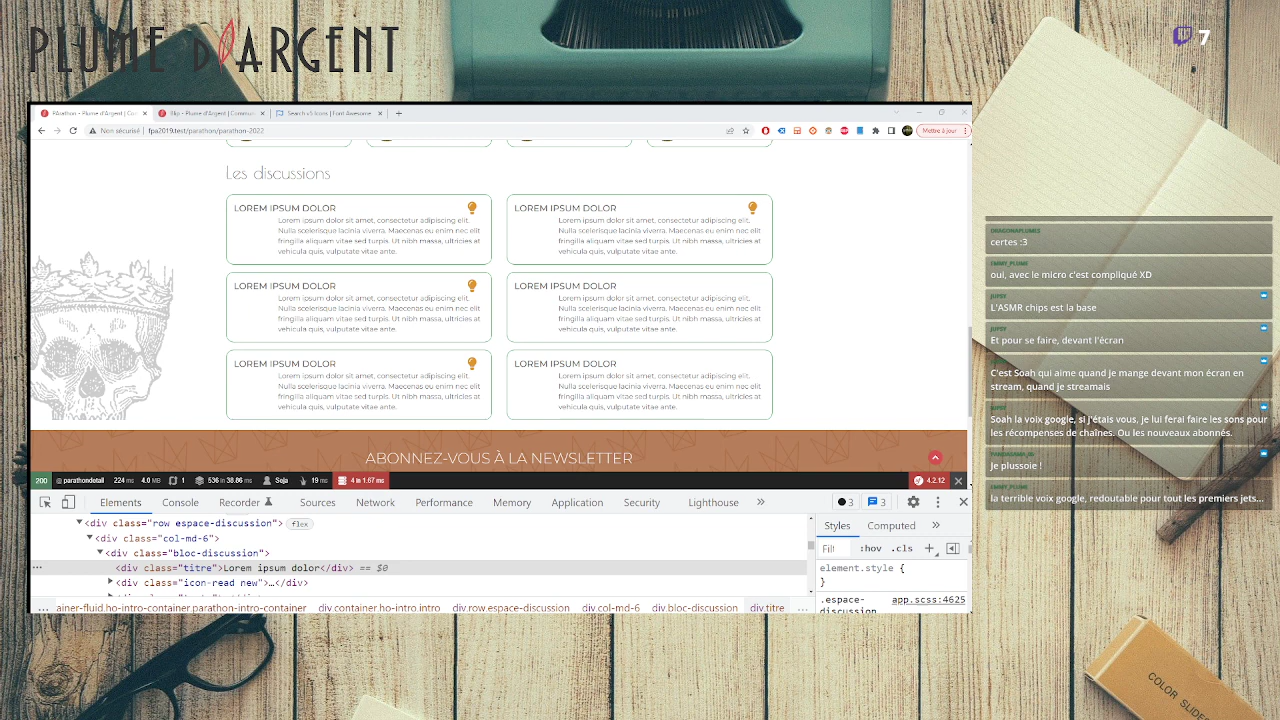 PLUME D'ARGENT
7
PArathon • Plume d'Argent | Co
Bkp • Plume d'Argent | Commun
Search v5 Icons | Font Awesome
Non sécurisé
fpa2019.test/parathon/parathon-2022
Mettre à jour
Les discussions
LOREM IPSUM DOLOR
Lorem ipsum dolor sit amet, consectetur adipiscing elit.
Nulla scelerisque lacinia viverra. Maecenas eu enim nec elit
fringilla aliquam vitae sed turpis. Ut nibh massa, ultricies at
vehicula quis, vulputate vitae ante.
LOREM IPSUM DOLOR
Lorem ipsum dolor sit amet, consectetur adipiscing elit.
Nulla scelerisque lacinia viverra. Maecenas eu enim nec elit
fringilla aliquam vitae sed turpis. Ut nibh massa, ultricies at
vehicula quis, vulputate vitae ante.
LOREM IPSUM DOLOR
Lorem ipsum dolor sit amet, consectetur adipiscing elit.
Nulla scelerisque lacinia viverra. Maecenas eu enim nec elit
fringilla aliquam vitae sed turpis. Ut nibh massa, ultricies at
vehicula quis, vulputate vitae ante.
LOREM IPSUM DOLOR
Lorem ipsum dolor sit amet, consectetur adipiscing elit.
Nulla scelerisque lacinia viverra. Maecenas eu enim nec elit
fringilla aliquam vitae sed turpis. Ut nibh massa, ultricies at
vehicula quis, vulputate vitae ante.
LOREM IPSUM DOLOR
Lorem ipsum dolor sit amet, consectetur adipiscing elit.
Nulla scelerisque lacinia viverra. Maecenas eu enim nec elit
fringilla aliquam vitae sed turpis. Ut nibh massa, ultricies at
vehicula quis, vulputate vitae ante.
LOREM IPSUM DOLOR
Lorem ipsum dolor sit amet, consectetur adipiscing elit.
Nulla scelerisque lacinia viverra. Maecenas eu enim nec elit
fringilla aliquam vitae sed turpis. Ut nibh massa, ultricies at
vehicula quis, vulputate vitae ante.
ABONNEZ-VOUS À LA NEWSLETTER
200 @ parathondetail 224 ms 4.0 MB 1 536 in 38.86 ms Seja 19 ms 4 in 1.67 ms 4.2.12
Elements Console Recorder Sources Network Performance Memory Application Security Lighthouse » 3 3
<div class="row espace-discussion"> flex
<div class="col-md-6">
<div class="bloc-discussion">
<div class="titre">Lorem ipsum dolor</div> == $0
<div class="icon-read new">…</div>
... ainer-fluid.ho-intro-container.parathon-intro-container div.container.ho-intro.intro div.row.espace-discussion div.col-md-6 div.bloc-discussion div.titre ...
Styles Computed »
Filt :hov .cls +
element.style {
}
.espace- app.scss:4625
discussion
certes :3
EMMY_PLUME
oui, avec le micro c'est compliqué XD
JUPSY
L'ASMR chips est la base
JUPSY
Et pour se faire, devant l'écran
JUPSY
C'est Soah qui aime quand je mange devant mon écran en
stream, quand je streamais
JUPSY
Soah la voix google, si j'étais vous, je lui ferai faire les sons pour
les récompenses de chaînes. Ou les nouveaux abonnés.
Je plussoie !
EMMY_PLUME
la terrible voix google, redoutable pour tout les premiers jets...
COLOR SLIDES